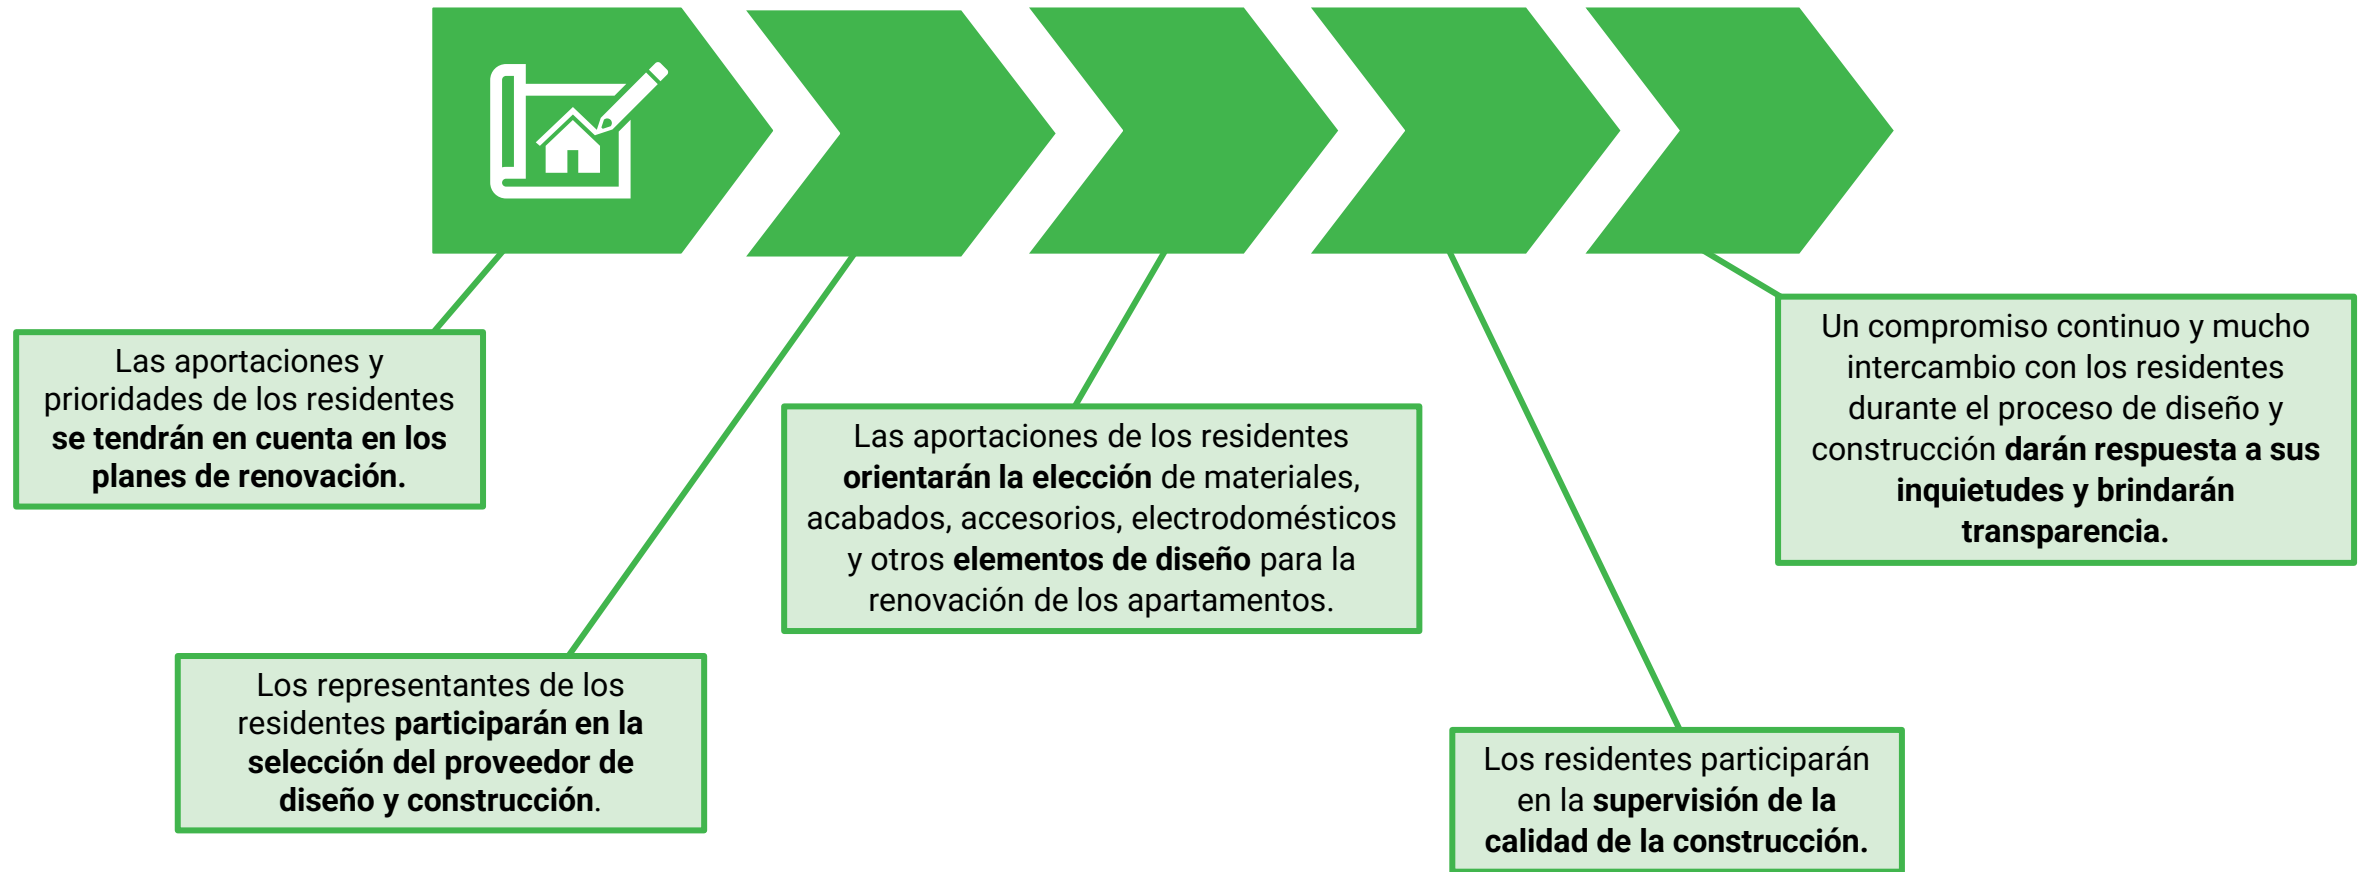 Las aportaciones y
prioridades de los residentes
se tendrán en cuenta en los
planes de renovación.
Los representantes de los
residentes participarán en la
selección del proveedor de
diseño y construcción.
Las aportaciones de los residentes
orientarán la elección de materiales,
acabados, accesorios, electrodomésticos
y otros elementos de diseño para la
renovación de los apartamentos.
Los residentes participarán
en la supervisión de la
calidad de la construcción.
Un compromiso continuo y mucho
intercambio con los residentes
durante el proceso de diseño y
construcción darán respuesta a sus
inquietudes y brindarán
transparencia.